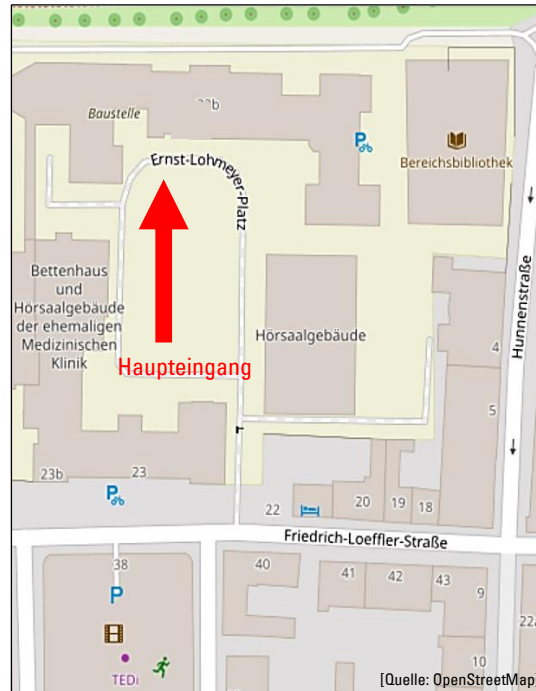 23b
Baustelle
Ernst-Lohmeyer-Platz
Bereichsbibliothek
Bettenhaus
und
Hörsaalgebäude
der ehemaligen
Medizinischen
Klinik
Hörsaalgebäude
Haupteingang
Hunnenstraße
4
5
23b
23
22
20
19
18
Friedrich-Loeffler-Straße
38
40
41
42
43
9
P
TEDi
10
22a
[Quelle: OpenStreetMap]